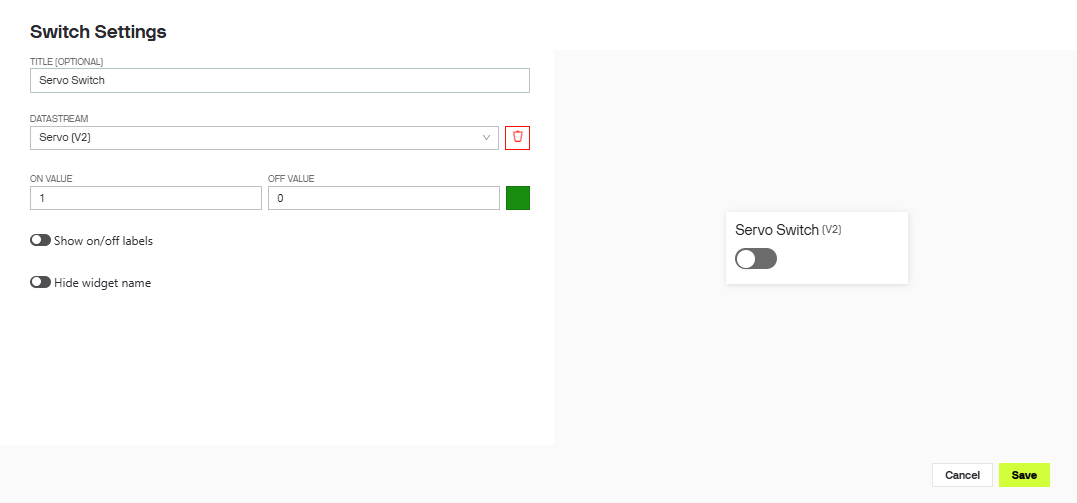 Switch Settings
TITLE (OPTIONAL)
Servo Switch
DATASTREAM
Servo (V2)
ON VALUE
OFF VALUE
1
0
Show on/off labels
Hide widget name
Servo Switch (V2)
Cancel
Save